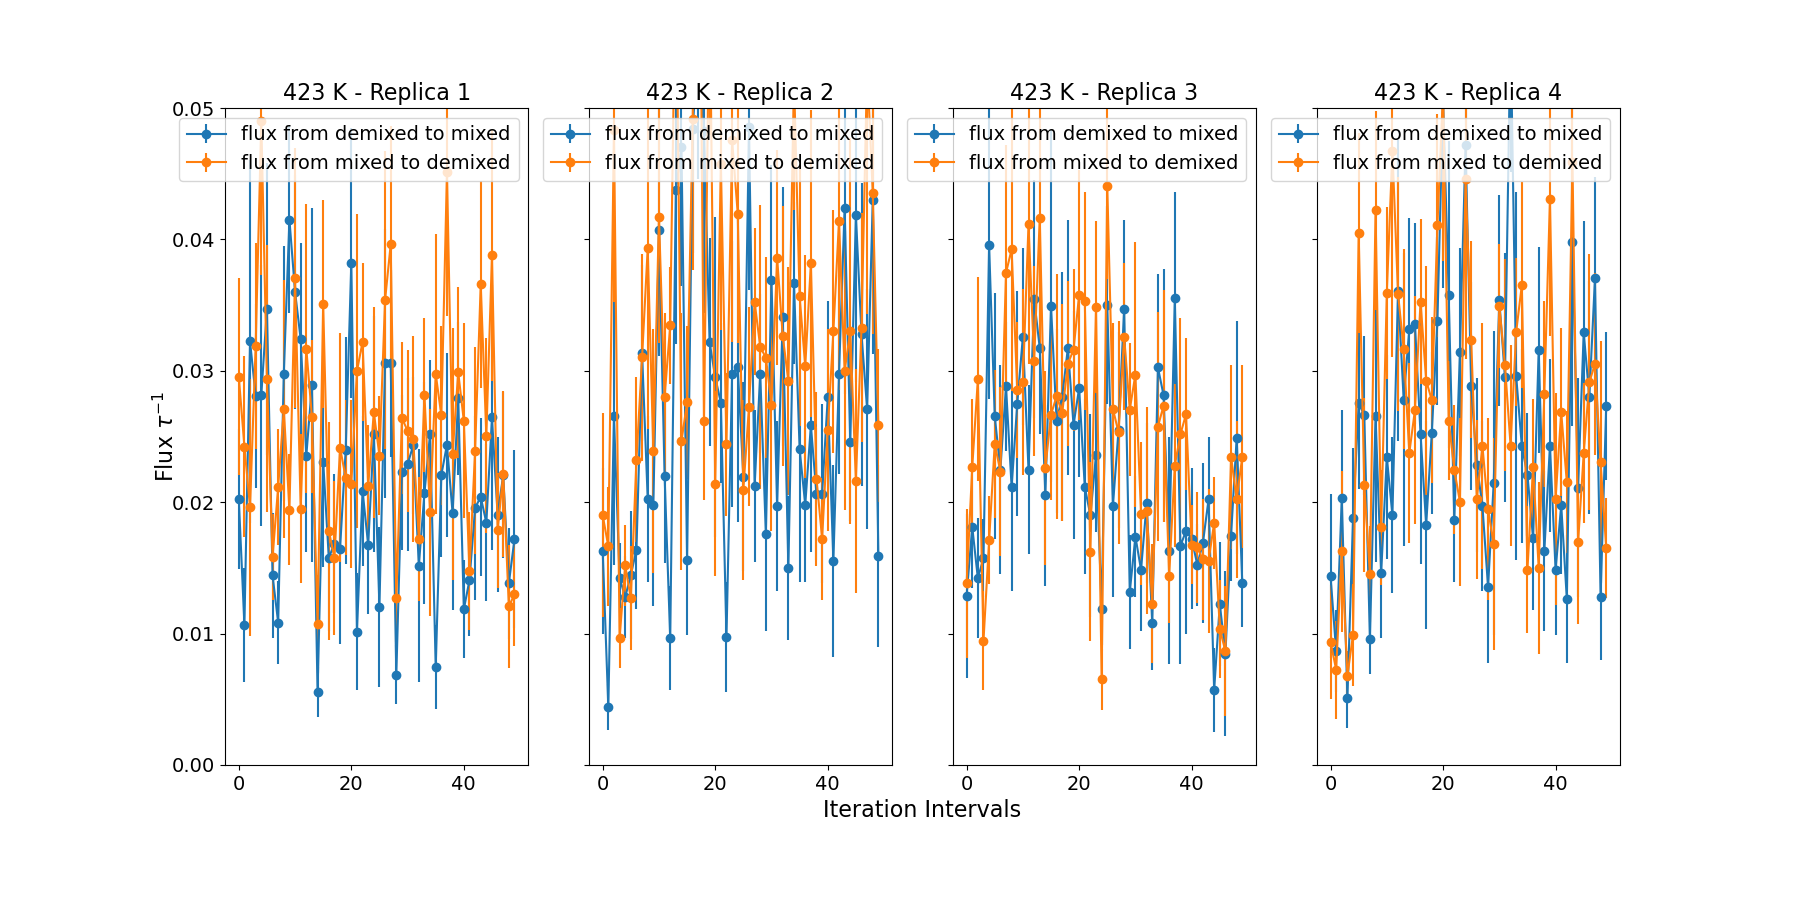 423 K - Replica 1
423 K - Replica 2
423 K - Replica 3
423 K - Replica 4
flux from demixed to mixed
flux from mixed to demixed
flux from demixed to mixed
flux from mixed to demixed
flux from demixed to mixed
flux from mixed to demixed
flux from demixed to mixed
flux from mixed to demixed
0.05
0.04
0.03
0.02
0.01
0.00
Flux τ⁻¹
0 20 40
0 20 40
0 20 40
0 20 40
Iteration Intervals